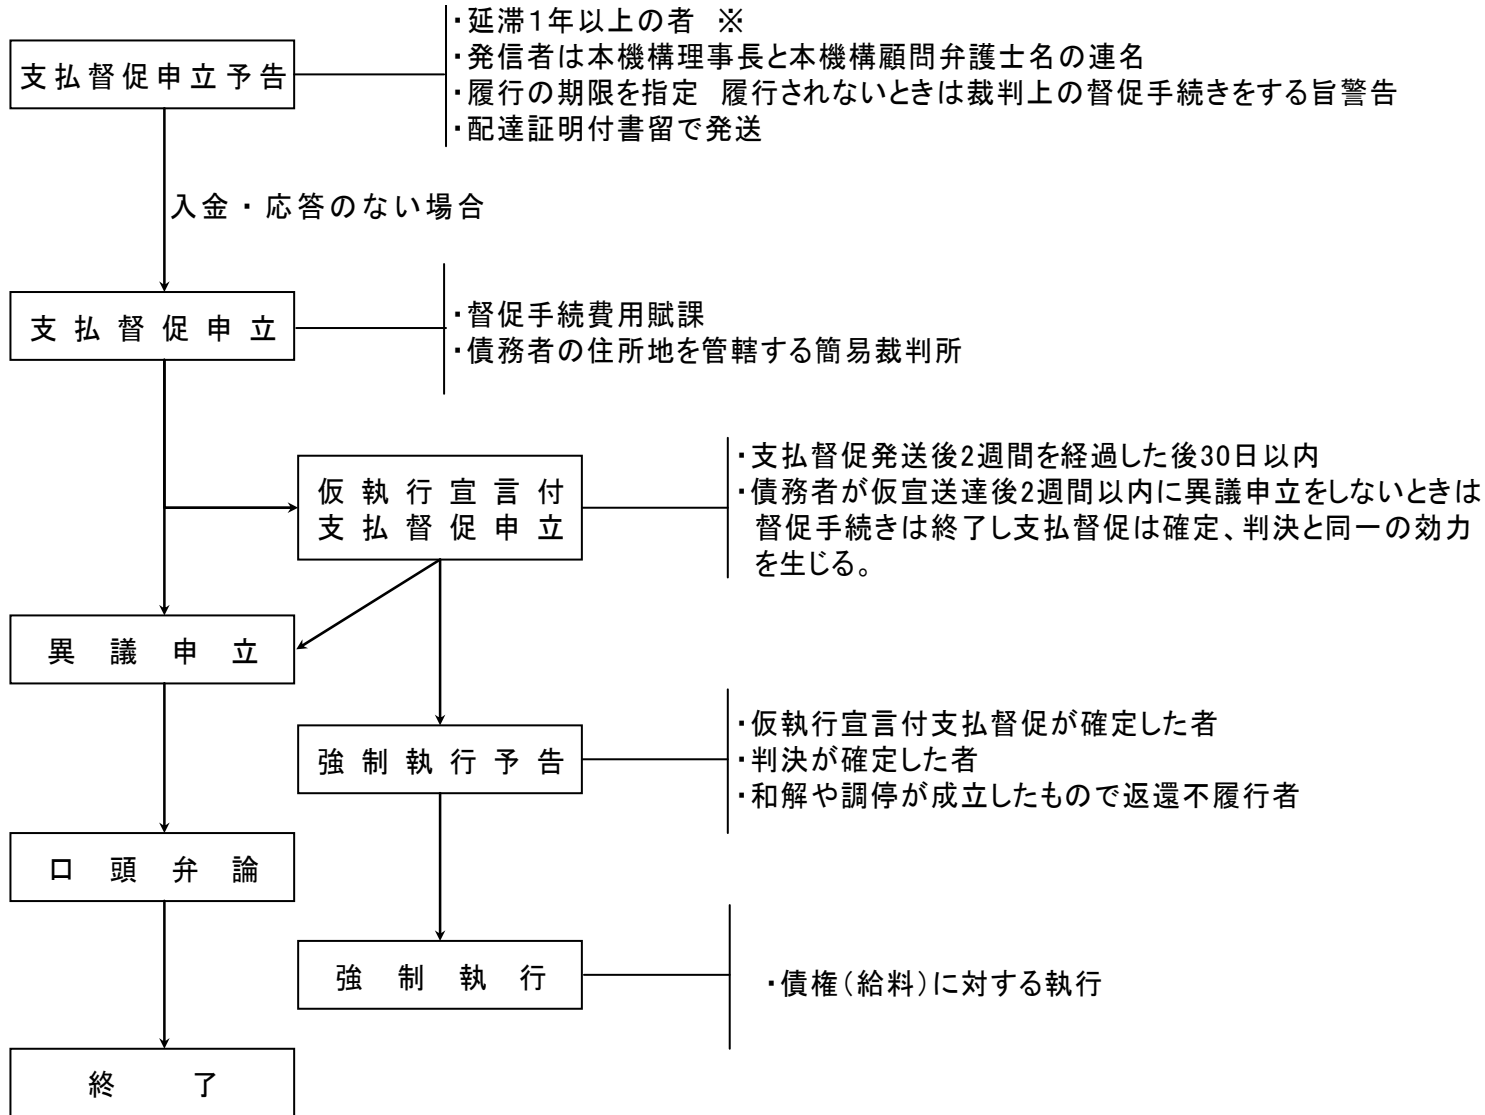 ・延滞1年以上の者 ※
支払督促申立予告
・発信者は本機構理事長と本機構顧問弁護士名の連名
・履行の期限を指定 履行されないときは裁判上の督促手続きをする旨警告
・配達証明付書留で発送
入金・応答のない場合
支払督促申立
・督促手続費用賦課
・債務者の住所地を管轄する簡易裁判所
仮執行宣言付
支払督促申立
・支払督促発送後2週間を経過した後30日以内
・債務者が仮宣送達後2週間以内に異議申立をしないときは
督促手続きは終了し支払督促は確定、判決と同一の効力
を生じる。
異議申立
強制執行予告
・仮執行宣言付支払督促が確定した者
・判決が確定した者
・和解や調停が成立したもので返還不履行者
口頭弁論
強制執行
・債権(給料)に対する執行
終了